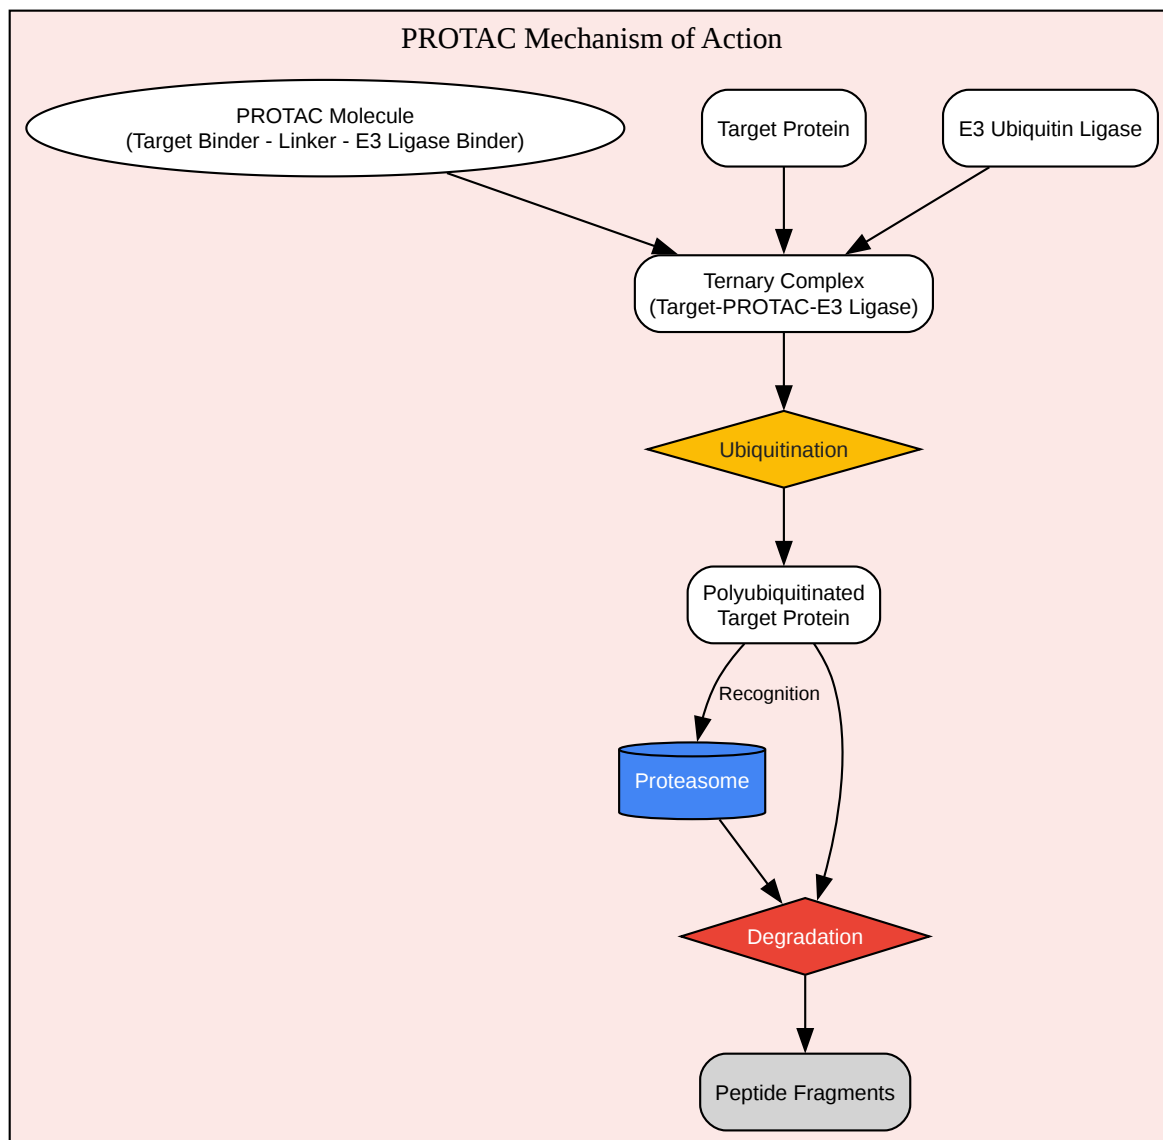 PROTAC Mechanism of Action
PROTAC Molecule
(Target Binder - Linker - E3 Ligase Binder)
Target Protein
E3 Ubiquitin Ligase
Ternary Complex
(Target-PROTAC-E3 Ligase)
Ubiquitination
Polyubiquitinated
Target Protein
Recognition
Proteasome
Degradation
Peptide Fragments